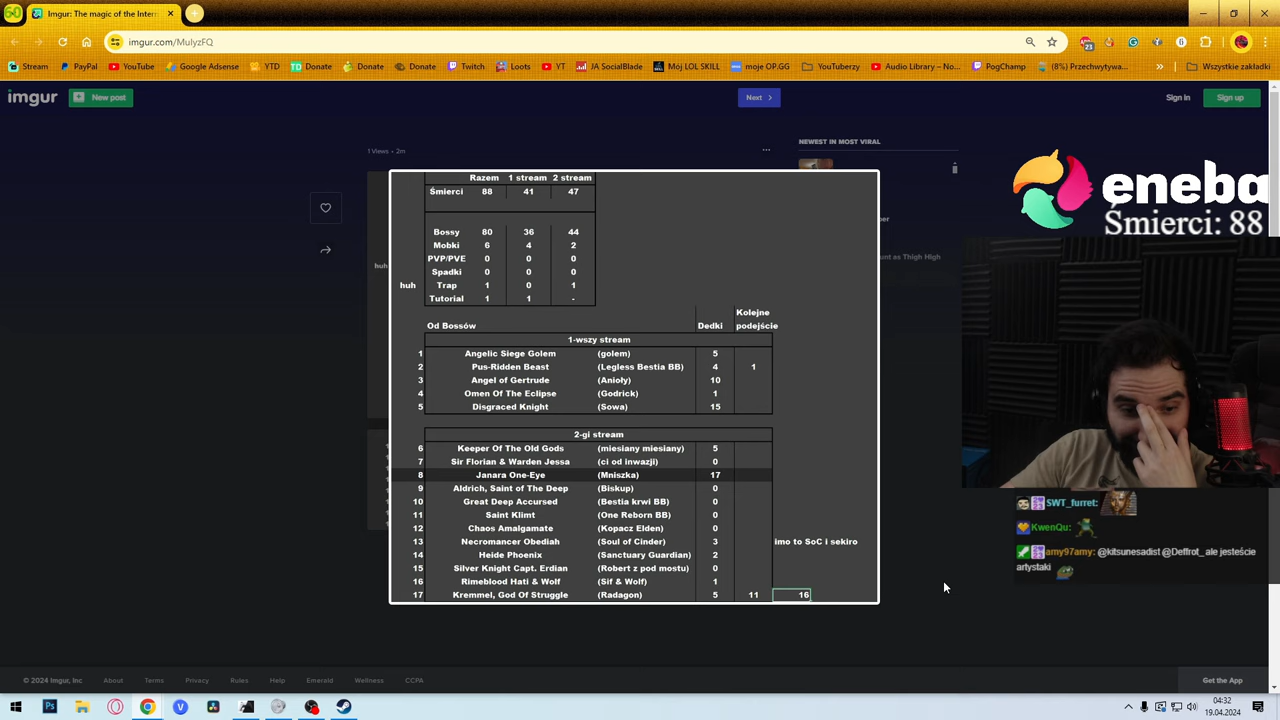 60
Imgur: The magic of the Intern
imgur.com/MulyzFQ
21
Stream PayPal YouTube Google Adsense YTD Donate Donate Donate Twitch Loots YT JA SocialBlade Mój LOL SKILL moje OP.GG YouTuberzy Audio Library – No... PogChamp (8%) Przechwytywa... » Wszystkie zakładki
imgur New post Next Sign in Sign up
NEWEST IN MOST VIRAL
1 Views • 2m
eneba
Śmierci: 88
unt as Thigh High
huh
Razem 1 stream 2 stream
Śmierci 88 41 47
Bossy 80 36 44
Mobki 6 4 2
PVP/PVE 0 0 0
Spadki 0 0 0
huh Trap 1 0 1
Tutorial 1 1 -
Kolejne
Od Bossów Dedki podejście
1-wszy stream
1 Angelic Siege Golem (golem) 5
2 Pus-Ridden Beast (Legless Bestia BB) 4 1
3 Angel of Gertrude (Anioły) 10
4 Omen Of The Eclipse (Godrick) 1
5 Disgraced Knight (Sowa) 15
2-gi stream
6 Keeper Of The Old Gods (miesiany miesiany) 5
7 Sir Florian & Warden Jessa (ci od inwazji) 0
8 Janara One-Eye (Mniszka) 17
9 Aldrich, Saint of The Deep (Biskup) 0
10 Great Deep Accursed (Bestia krwi BB) 0
11 Saint Klimt (One Reborn BB) 0
12 Chaos Amalgamate (Kopacz Elden) 0
13 Necromancer Obediah (Soul of Cinder) 3 imo to SoC i sekiro
14 Heide Phoenix (Sanctuary Guardian) 2
15 Silver Knight Capt. Erdian (Robert z pod mostu) 0
16 Rimeblood Hati & Wolf (Sif & Wolf) 1
17 Kremmel, God Of Struggle (Radagon) 5 11 16
SWT_furret:
KwenQu:
amy97amy: @kitsunesadist @Deffrot_ ale jesteście
artystaki
© 2024 Imgur, Inc About Terms Privacy Rules Help Emerald Wellness CCPA Get the App
04:32
19.04.2024